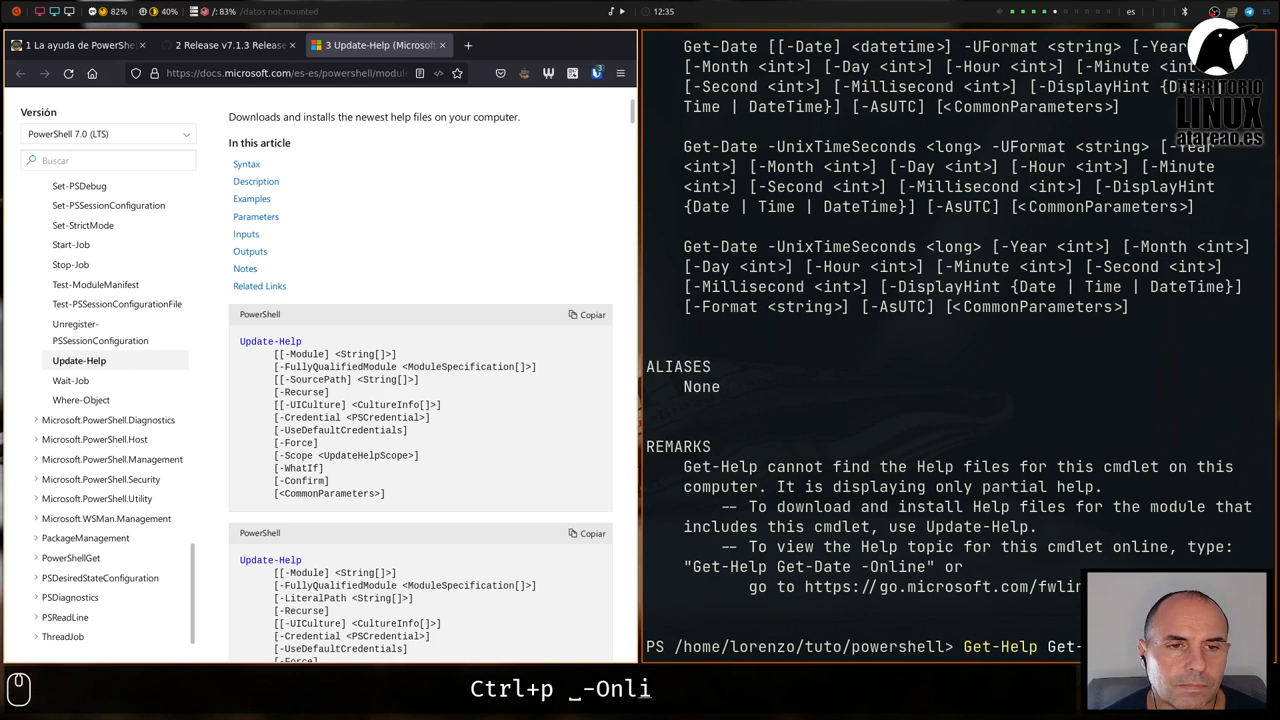 82% 40% /: 83% /datos not mounted 12:35 es ES
1 La ayuda de PowerShe
2 Release v7.1.3 Release
3 Update-Help (Microsoft
https://docs.microsoft.com/es-es/powershell/module
Versión
PowerShell 7.0 (LTS)
Buscar
Set-PSDebug
Set-PSSessionConfiguration
Set-StrictMode
Start-Job
Stop-Job
Test-ModuleManifest
Test-PSSessionConfigurationFile
Unregister-
PSSessionConfiguration
Update-Help
Wait-Job
Where-Object
Microsoft.PowerShell.Diagnostics
Microsoft.PowerShell.Host
Microsoft.PowerShell.Management
Microsoft.PowerShell.Security
Microsoft.PowerShell.Utility
Microsoft.WSMan.Management
PackageManagement
PowerShellGet
PSDesiredStateConfiguration
PSDiagnostics
PSReadLine
ThreadJob
Downloads and installs the newest help files on your computer.
In this article
Syntax
Description
Examples
Parameters
Inputs
Outputs
Notes
Related Links
PowerShell Copiar
Update-Help
[[-Module] <String[]>]
[-FullyQualifiedModule <ModuleSpecification[]>]
[[-SourcePath] <String[]>]
[-Recurse]
[[-UICulture] <CultureInfo[]>]
[-Credential <PSCredential>]
[-UseDefaultCredentials]
[-Force]
[-Scope <UpdateHelpScope>]
[-WhatIf]
[-Confirm]
[<CommonParameters>]
PowerShell Copiar
Update-Help
[[-Module] <String[]>]
[-FullyQualifiedModule <ModuleSpecification[]>]
[-LiteralPath <String[]>]
[-Recurse]
[[-UICulture] <CultureInfo[]>]
[-Credential <PSCredential>]
[-UseDefaultCredentials]
[-Force]
Get-Date [[-Date] <datetime>] -UFormat <string> [-Year
[-Month <int>] [-Day <int>] [-Hour <int>] [-Minute <int>]
[-Second <int>] [-Millisecond <int>] [-DisplayHint {D
Time | DateTime}] [-AsUTC] [<CommonParameters>]
Get-Date -UnixTimeSeconds <long> -UFormat <string> [-Year
<int>] [-Month <int>] [-Day <int>] [-Hour <int>] [-Minute
<int>] [-Second <int>] [-Millisecond <int>] [-DisplayHint
{Date | Time | DateTime}] [-AsUTC] [<CommonParameters>]
Get-Date -UnixTimeSeconds <long> [-Year <int>] [-Month <int>]
[-Day <int>] [-Hour <int>] [-Minute <int>] [-Second <int>]
[-Millisecond <int>] [-DisplayHint {Date | Time | DateTime}]
[-Format <string>] [-AsUTC] [<CommonParameters>]
ALIASES
None
REMARKS
Get-Help cannot find the Help files for this cmdlet on this
computer. It is displaying only partial help.
-- To download and install Help files for the module that
includes this cmdlet, use Update-Help.
-- To view the Help topic for this cmdlet online, type:
"Get-Help Get-Date -Online" or
go to https://go.microsoft.com/fwlin
PS /home/lorenzo/tuto/powershell> Get-Help Get-
TERRITORIO
LINUX
atareao.es
Ctrl+p ␣-Onli